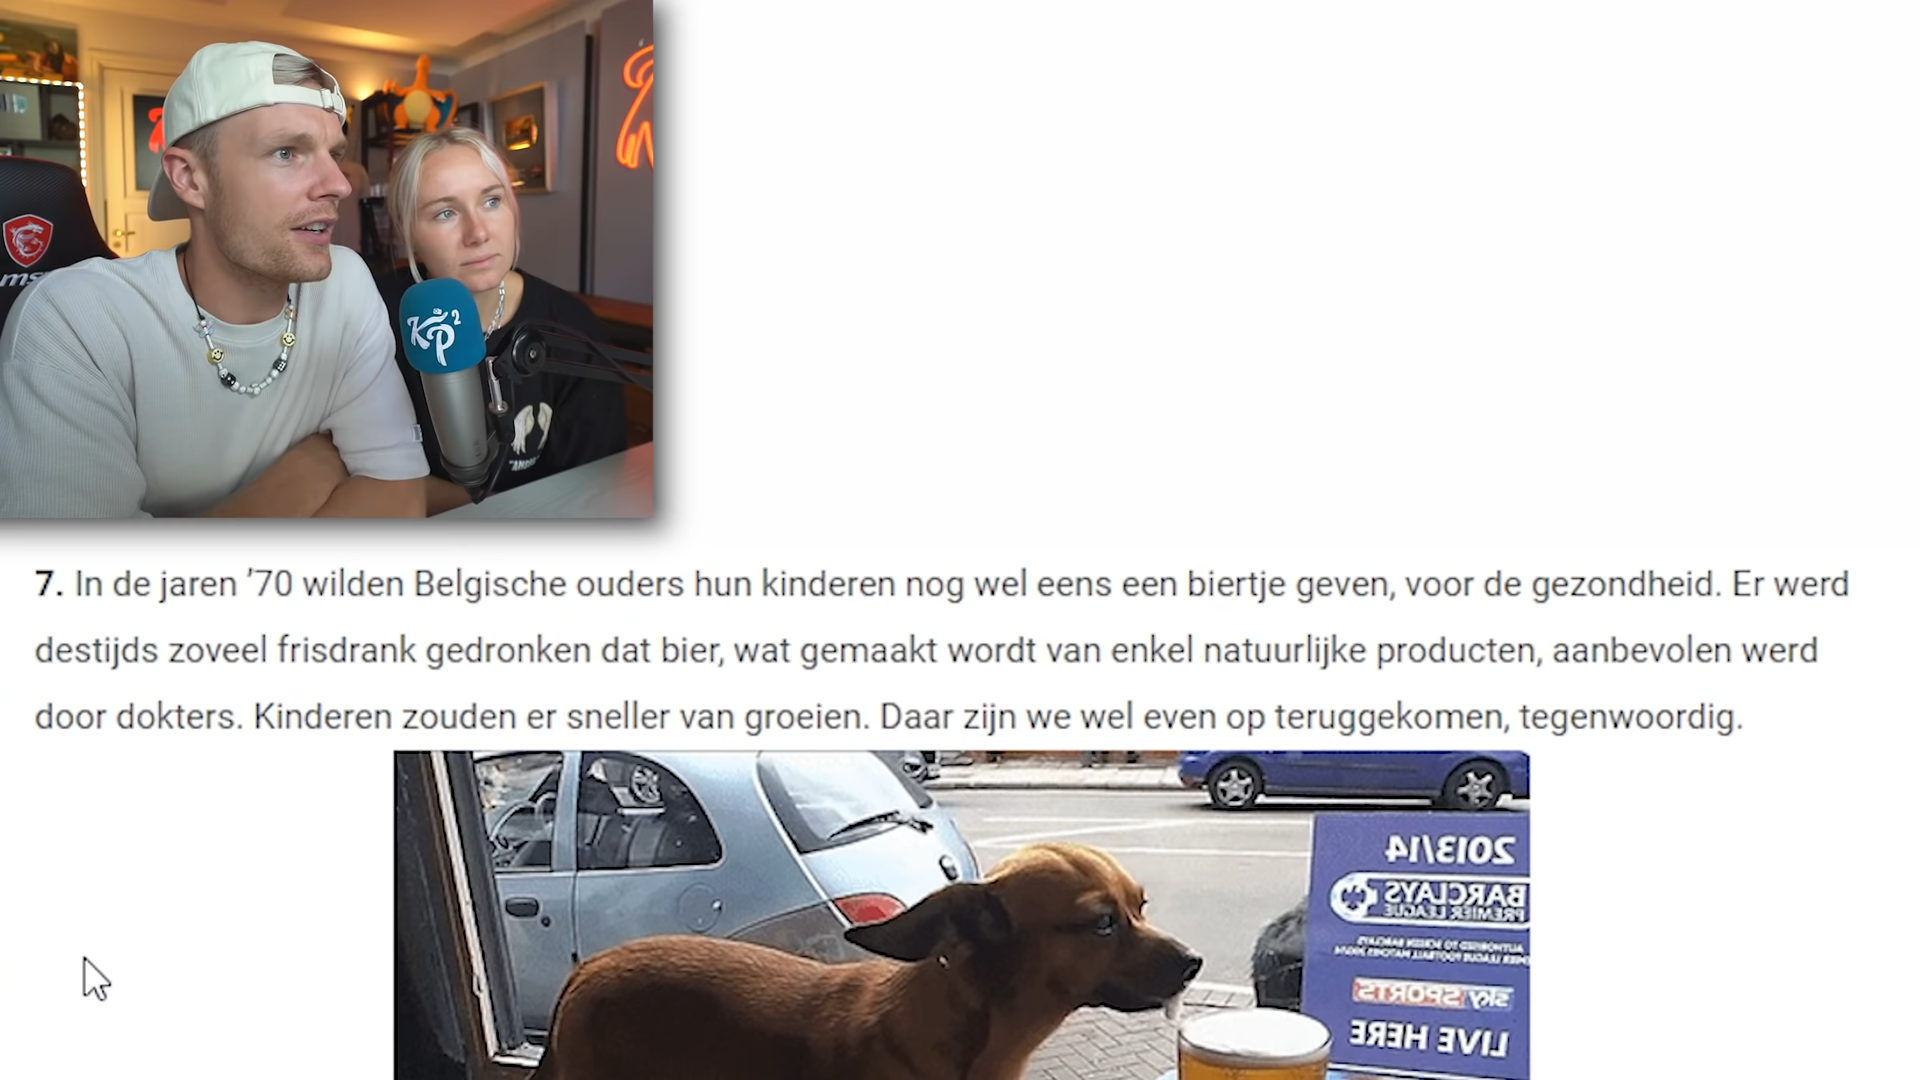 ms
KP2
7. In de jaren ’70 wilden Belgische ouders hun kinderen nog wel eens een biertje geven, voor de gezondheid. Er werd
destijds zoveel frisdrank gedronken dat bier, wat gemaakt wordt van enkel natuurlijke producten, aanbevolen werd
door dokters. Kinderen zouden er sneller van groeien. Daar zijn we wel even op teruggekomen, tegenwoordig.
2013/14
BARCLAYS
PREMIER LEAGUE
sky SPORTS
LIVE HERE